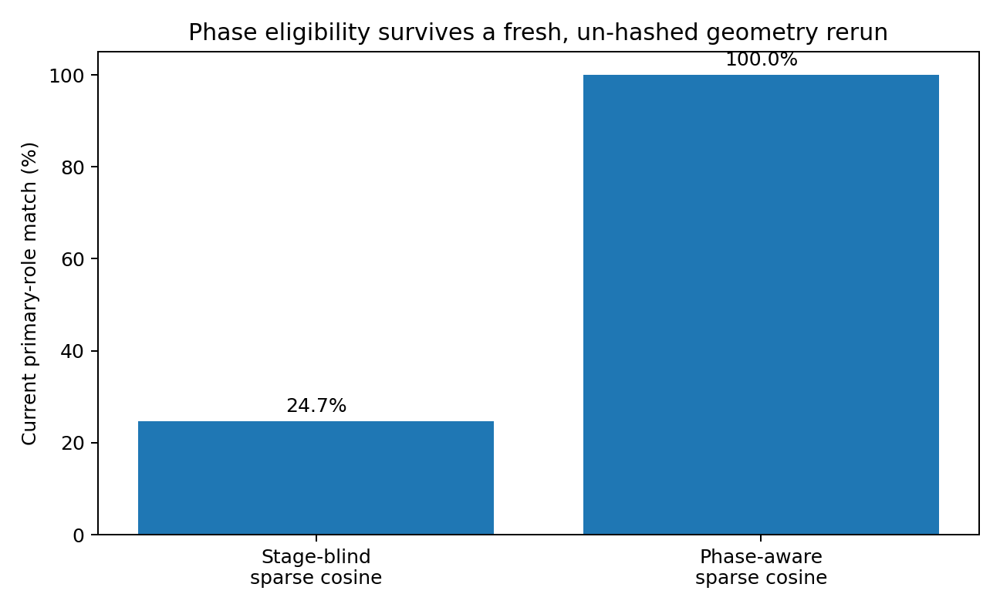 Phase eligibility survives a fresh, un-hashed geometry rerun
100.0%
24.7%
Current primary-role match (%)
100
80
60
40
20
0
Stage-blind
sparse cosine
Phase-aware
sparse cosine